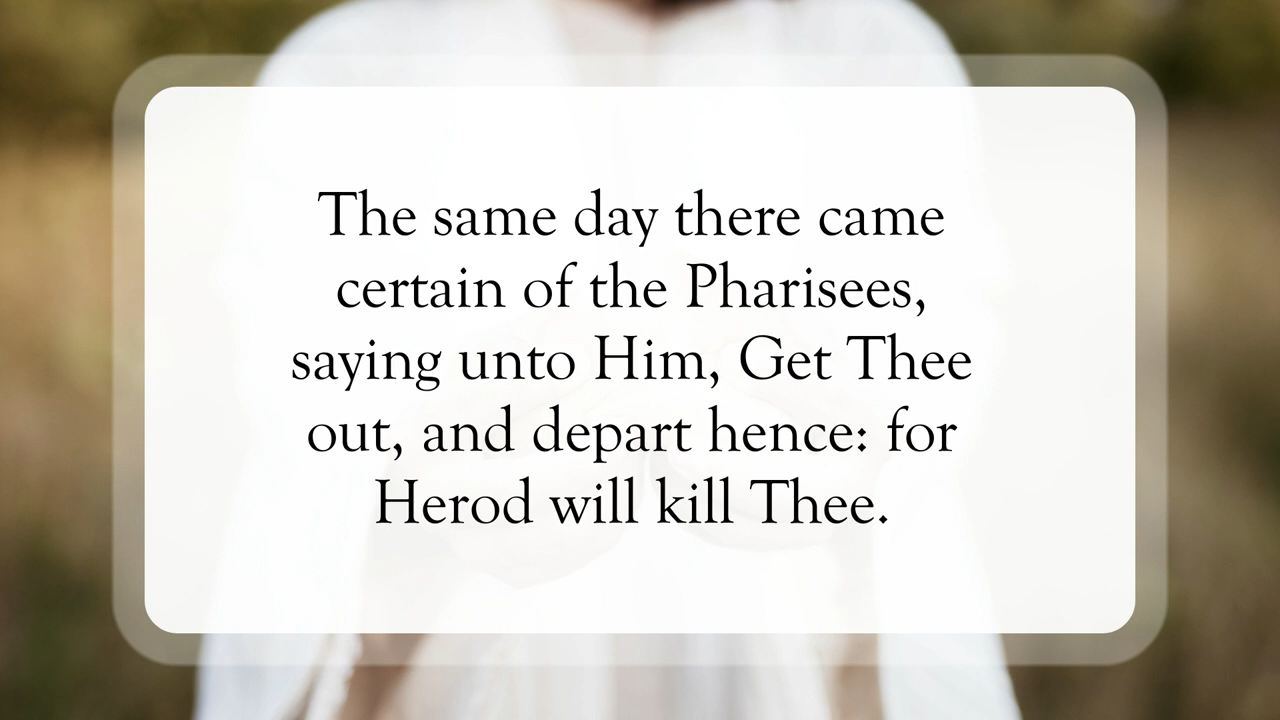 The same day there came
certain of the Pharisees,
saying unto Him, Get Thee
out, and depart hence: for
Herod will kill Thee.